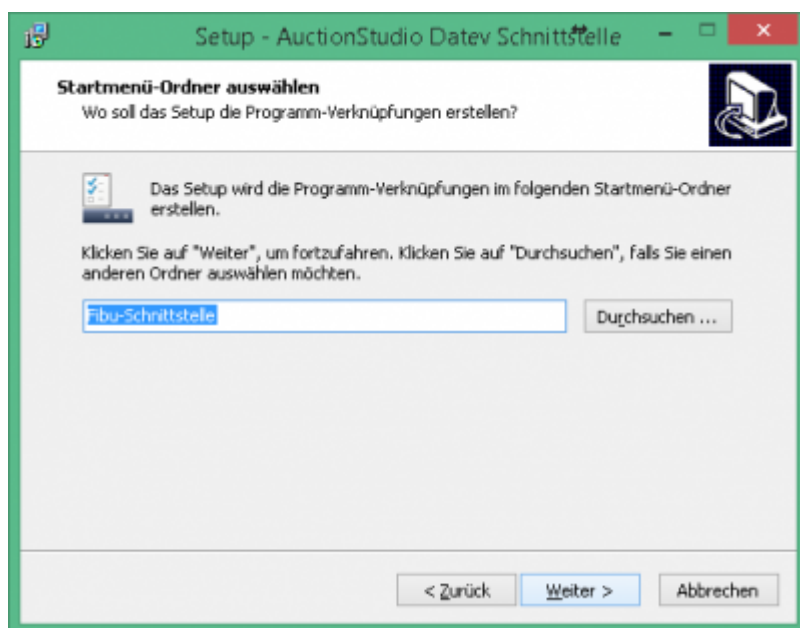 Setup - AuctionStudio Datev Schnittstelle
Startmenü-Ordner auswählen
Wo soll das Setup die Programm-Verknüpfungen erstellen?
Das Setup wird die Programm-Verknüpfungen im folgenden Startmenü-Ordner
erstellen.
Klicken Sie auf "Weiter", um fortzufahren. Klicken Sie auf "Durchsuchen", falls Sie einen
anderen Ordner auswählen möchten.
Fibu-Schnittstelle
Durchsuchen ...
< Zurück
Weiter >
Abbrechen